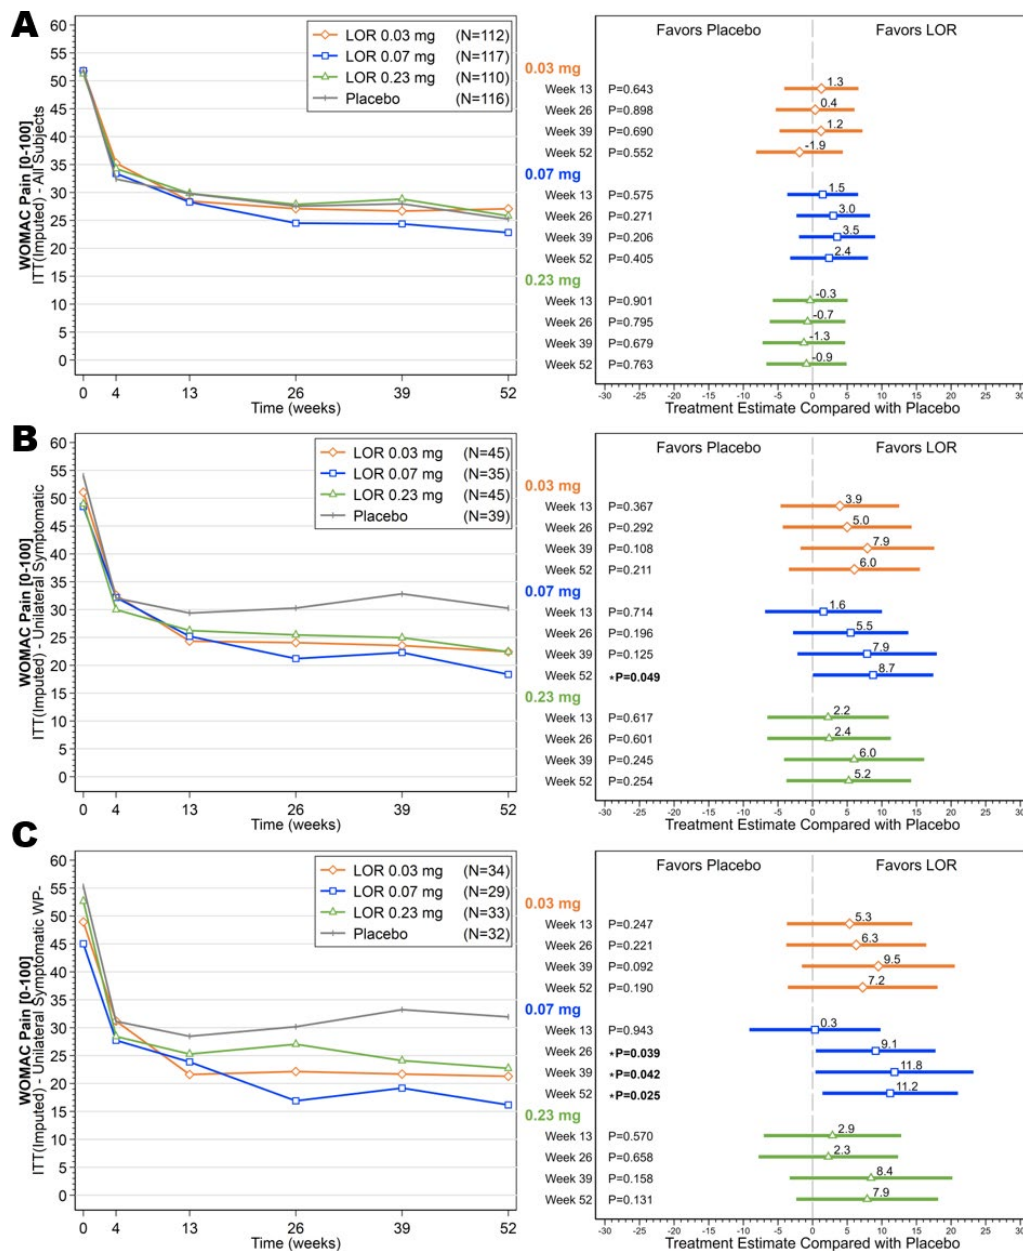 A
WOMAC Pain [0-100]
ITT(Imputed) - All Subjects
60
55
50
45
40
35
30
25
20
15
10
5
0
LOR 0.03 mg (N=112)
LOR 0.07 mg (N=117)
LOR 0.23 mg (N=110)
Placebo (N=116)
0 4 13 26 39 52
Time (weeks)
Favors Placebo Favors LOR
0.03 mg
Week 13 P=0.643 1.3
Week 26 P=0.898 0.4
Week 39 P=0.690 1.2
Week 52 P=0.552 -1.9
0.07 mg
Week 13 P=0.575 1.5
Week 26 P=0.271 3.0
Week 39 P=0.206 3.5
Week 52 P=0.405 2.4
0.23 mg
Week 13 P=0.901 -0.3
Week 26 P=0.795 -0.7
Week 39 P=0.679 -1.3
Week 52 P=0.763 -0.9
-30 -25 -20 -15 -10 -5 0 5 10 15 20 25 30
Treatment Estimate Compared with Placebo
B
WOMAC Pain [0-100]
ITT(Imputed) - Unilateral Symptomatic
60
55
50
45
40
35
30
25
20
15
10
5
0
LOR 0.03 mg (N=45)
LOR 0.07 mg (N=35)
LOR 0.23 mg (N=45)
Placebo (N=39)
0 4 13 26 39 52
Time (weeks)
Favors Placebo Favors LOR
0.03 mg
Week 13 P=0.367 3.9
Week 26 P=0.292 5.0
Week 39 P=0.108 7.9
Week 52 P=0.211 6.0
0.07 mg
Week 13 P=0.714 1.6
Week 26 P=0.196 5.5
Week 39 P=0.125 7.9
Week 52 *P=0.049 8.7
0.23 mg
Week 13 P=0.617 2.2
Week 26 P=0.601 2.4
Week 39 P=0.245 6.0
Week 52 P=0.254 5.2
-30 -25 -20 -15 -10 -5 0 5 10 15 20 25 30
Treatment Estimate Compared with Placebo
C
WOMAC Pain [0-100]
ITT(Imputed) - Unilateral Symptomatic WP-
60
55
50
45
40
35
30
25
20
15
10
5
0
LOR 0.03 mg (N=34)
LOR 0.07 mg (N=29)
LOR 0.23 mg (N=33)
Placebo (N=32)
0 4 13 26 39 52
Time (weeks)
Favors Placebo Favors LOR
0.03 mg
Week 13 P=0.247 5.3
Week 26 P=0.221 6.3
Week 39 P=0.092 9.5
Week 52 P=0.190 7.2
0.07 mg
Week 13 P=0.943 0.3
Week 26 *P=0.039 9.1
Week 39 *P=0.042 11.8
Week 52 *P=0.025 11.2
0.23 mg
Week 13 P=0.570 2.9
Week 26 P=0.658 2.3
Week 39 P=0.158 8.4
Week 52 P=0.131 7.9
-30 -25 -20 -15 -10 -5 0 5 10 15 20 25 30
Treatment Estimate Compared with Placebo